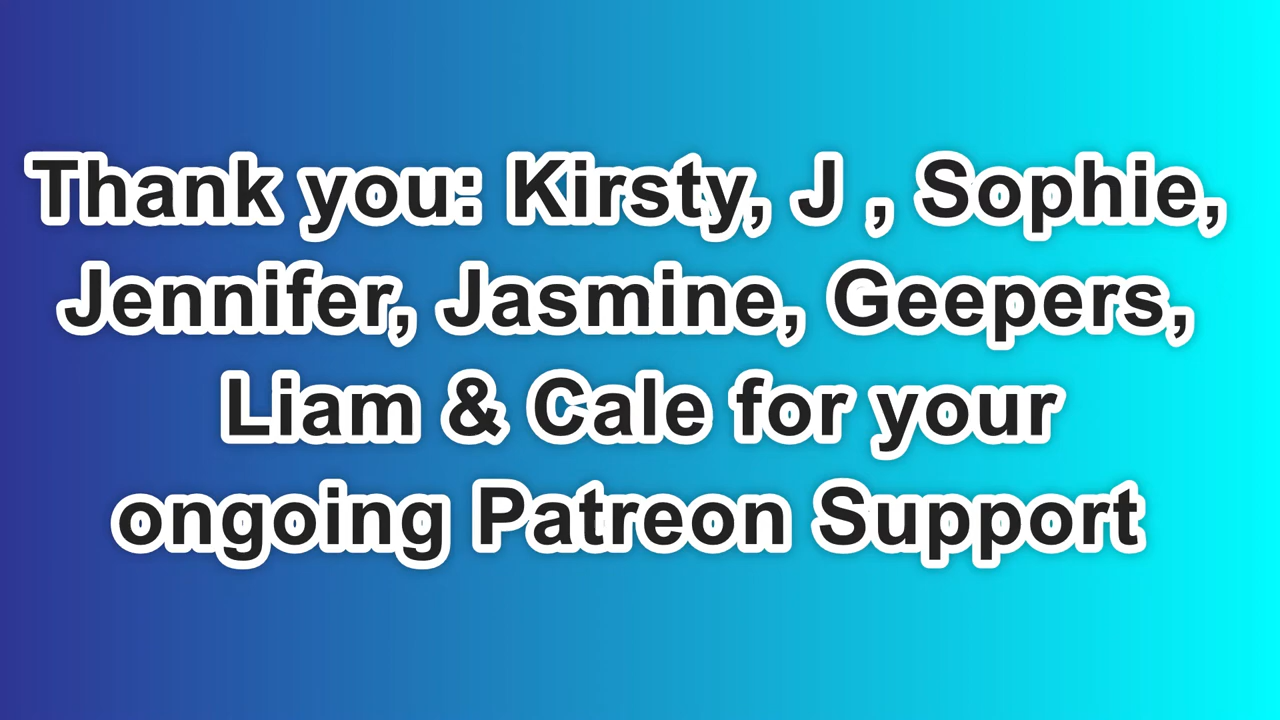 Thank you: Kirsty, J , Sophie,
Jennifer, Jasmine, Geepers,
Liam & Cale for your
ongoing Patreon Support